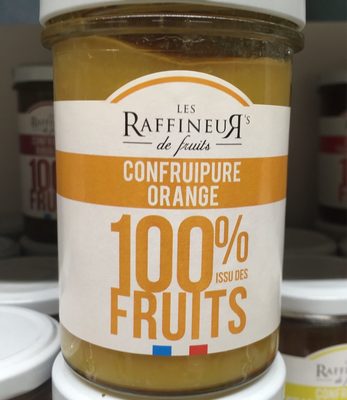 LES
RAFFINEUR'S
de fruits
CONFRUIPURE
ORANGE
100%
ISSU DES
FRUITS